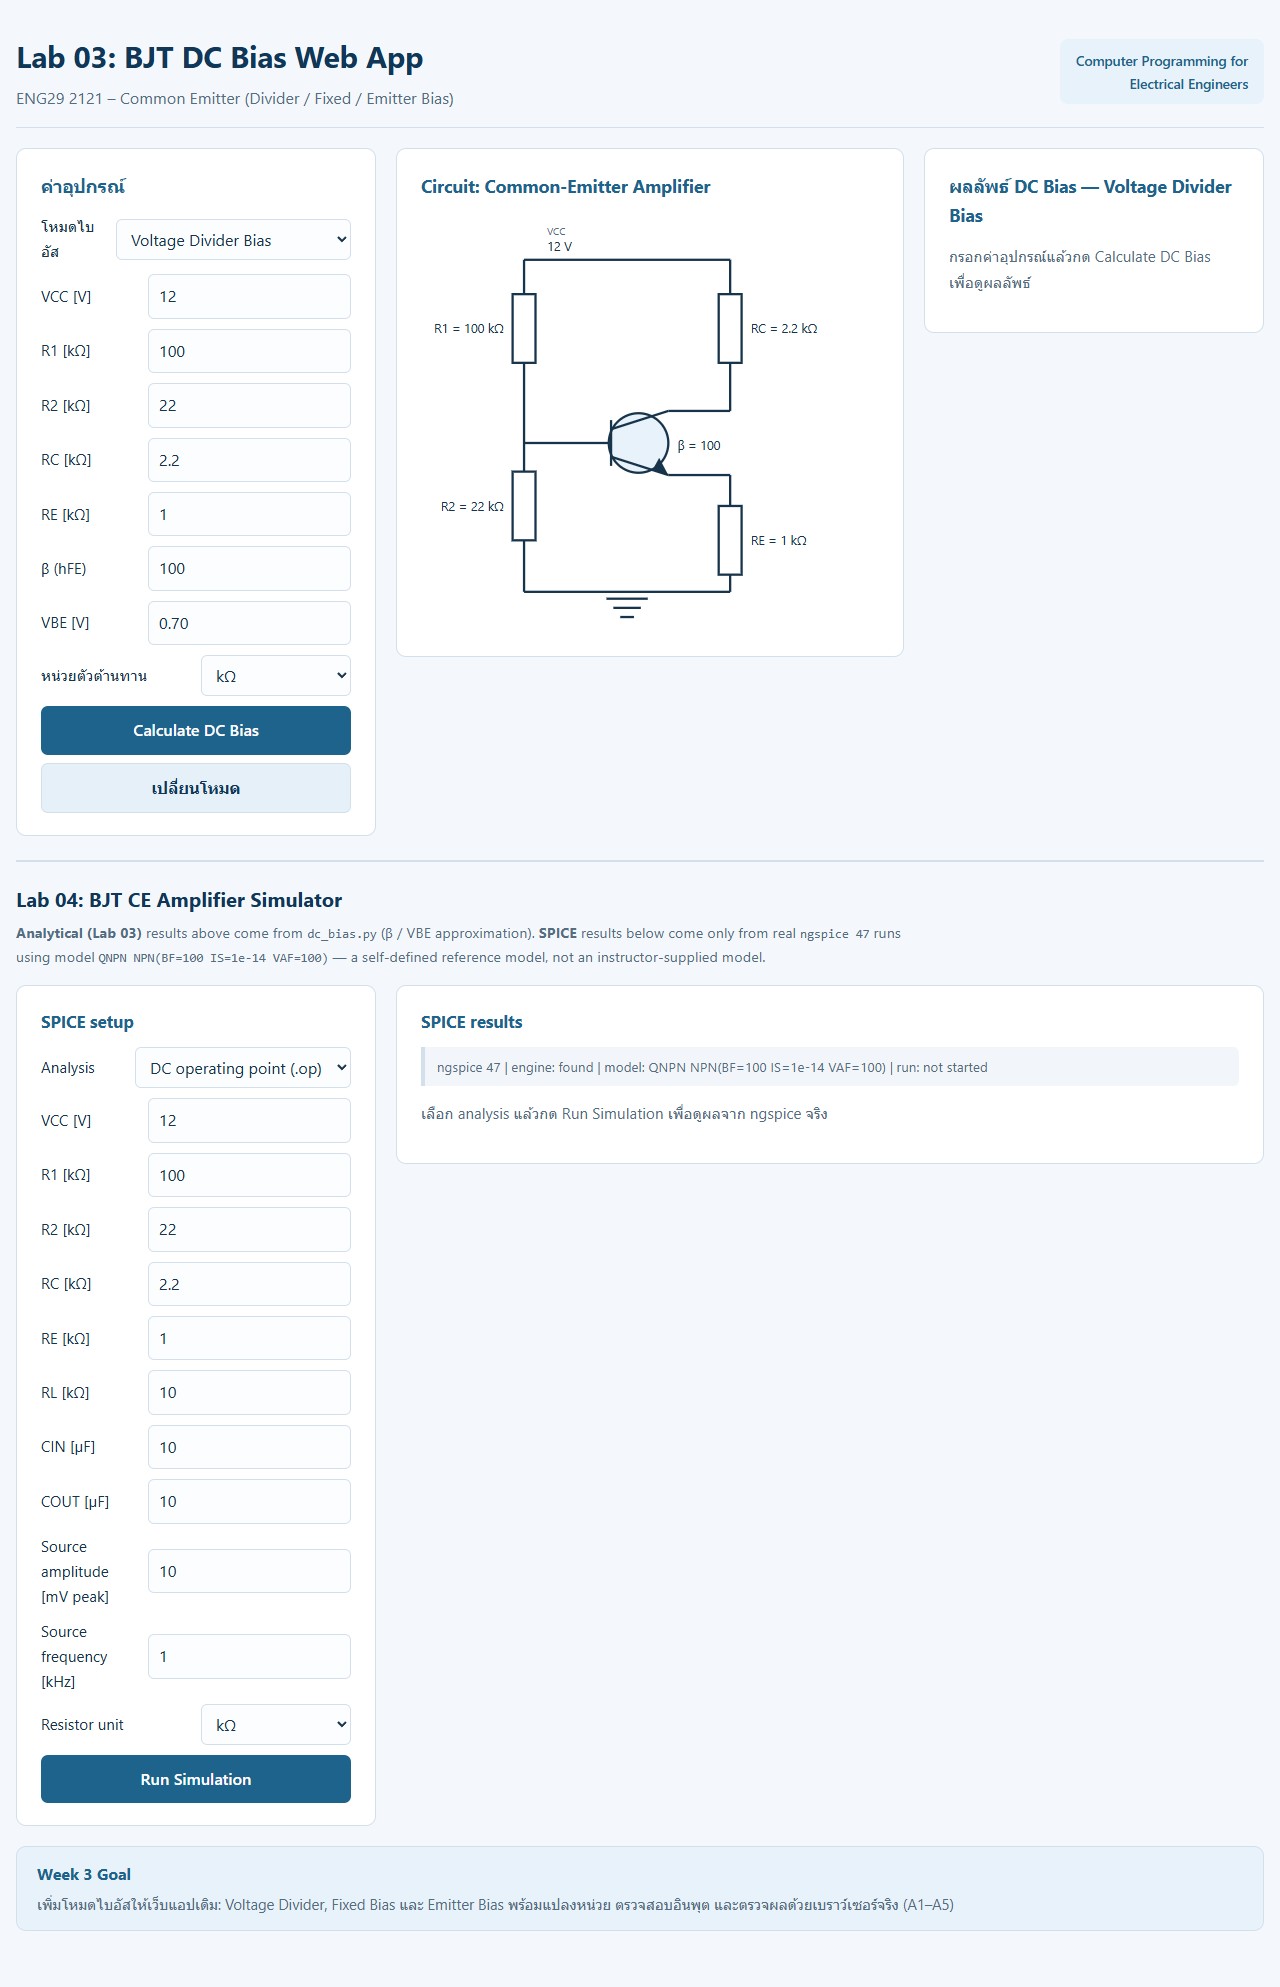 Lab 03: BJT DC Bias Web App
ENG29 2121 – Common Emitter (Divider / Fixed / Emitter Bias)
Computer Programming for
Electrical Engineers
ค่าอุปกรณ์
โหมดไบ
อัส
Voltage Divider Bias
VCC [V]
12
R1 [kΩ]
100
R2 [kΩ]
22
RC [kΩ]
2.2
RE [kΩ]
1
β (hFE)
100
VBE [V]
0.70
หน่วยตัวต้านทาน
kΩ
Calculate DC Bias
เปลี่ยนโหมด
Circuit: Common-Emitter Amplifier
VCC
12 V
R1 = 100 kΩ
RC = 2.2 kΩ
β = 100
R2 = 22 kΩ
RE = 1 kΩ
ผลลัพธ์ DC Bias — Voltage Divider
Bias
กรอกค่าอุปกรณ์แล้วกด Calculate DC Bias
เพื่อดูผลลัพธ์
Lab 04: BJT CE Amplifier Simulator
Analytical (Lab 03) results above come from dc_bias.py (β / VBE approximation). SPICE results below come only from real ngspice 47 runs
using model QNPN NPN(BF=100 IS=1e-14 VAF=100) — a self-defined reference model, not an instructor-supplied model.
SPICE setup
Analysis
DC operating point (.op)
VCC [V]
12
R1 [kΩ]
100
R2 [kΩ]
22
RC [kΩ]
2.2
RE [kΩ]
1
RL [kΩ]
10
CIN [µF]
10
COUT [µF]
10
Source
amplitude
[mV peak]
10
Source
frequency
[kHz]
1
Resistor unit
kΩ
Run Simulation
SPICE results
ngspice 47 | engine: found | model: QNPN NPN(BF=100 IS=1e-14 VAF=100) | run: not started
เลือก analysis แล้วกด Run Simulation เพื่อดูผลจาก ngspice จริง
Week 3 Goal
เพิ่มโหมดไบอัสให้เว็บแอปเดิม: Voltage Divider, Fixed Bias และ Emitter Bias พร้อมแปลงหน่วย ตรวจสอบอินพุต และตรวจผลด้วยเบราว์เซอร์จริง (A1–A5)